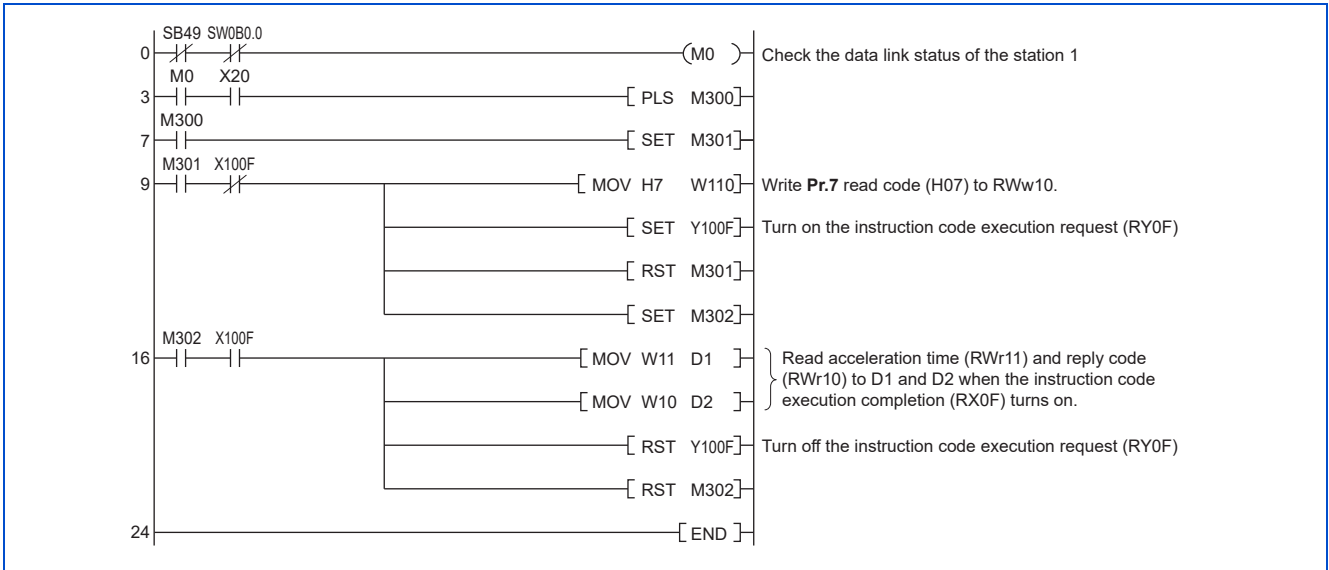 SB49 SW0B0.0
0 (M0 ) Check the data link status of the station 1
M0 X20
3 [ PLS M300]
M300
7 [ SET M301]
M301 X100F
9 [ MOV H7 W110] Write Pr.7 read code (H07) to RWw10.
[ SET Y100F] Turn on the instruction code execution request (RY0F)
[ RST M301]
[ SET M302]
M302 X100F
16 [ MOV W11 D1 ] Read acceleration time (RWr11) and reply code
[ MOV W10 D2 ] (RWr10) to D1 and D2 when the instruction code
execution completion (RX0F) turns on.
[ RST Y100F] Turn off the instruction code execution request (RY0F)
[ RST M302]
24 [ END ]